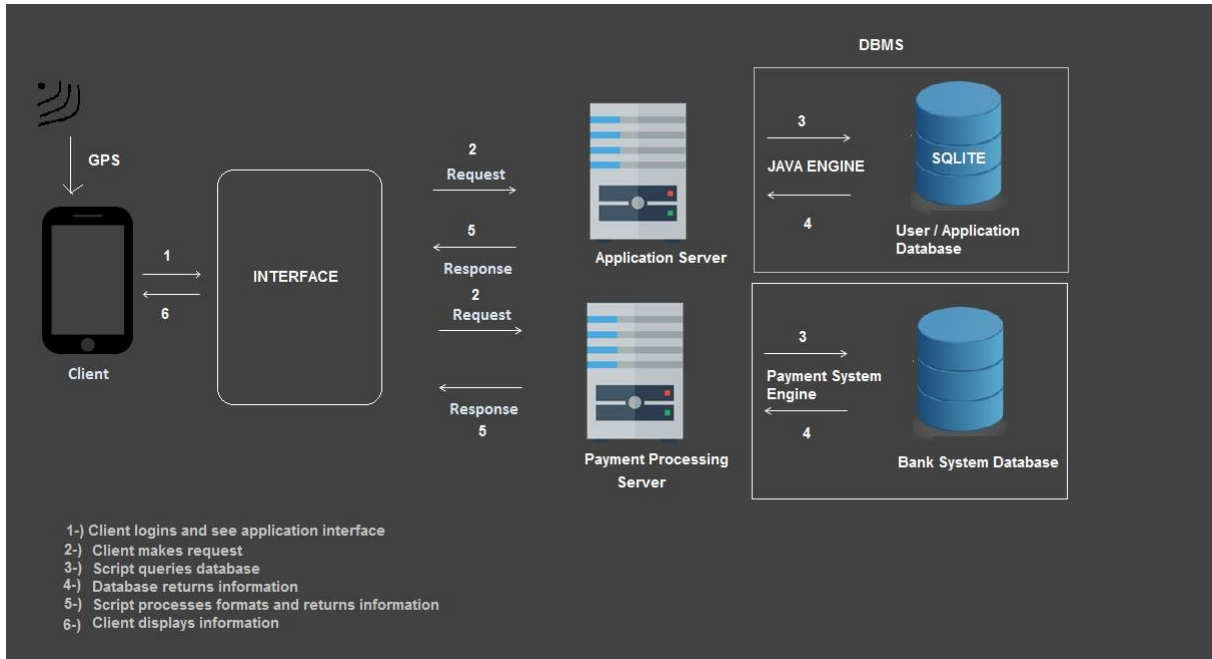 DBMS
GPS
Client
1
6
INTERFACE
2
Request
5
Response
2
Request
Response
5
Application Server
Payment Processing
Server
3
JAVA ENGINE
4
SQLITE
User / Application
Database
3
Payment System
Engine
4
Bank System Database
1-) Client logins and see application interface
2-) Client makes request
3-) Script queries database
4-) Database returns information
5-) Script processes formats and returns information
6-) Client displays information